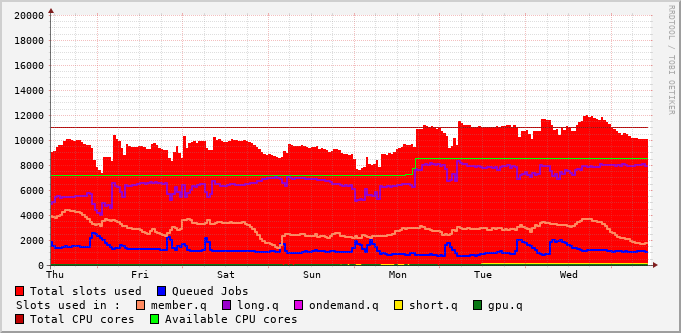 20000
18000
16000
14000
12000
10000
8000
6000
4000
2000
0
Thu Fri Sat Sun Mon Tue Wed
Total slots used Queued Jobs
Slots used in : member.q long.q ondemand.q short.q gpu.q
Total CPU cores Available CPU cores
RRDTOOL / TOBI OETIKER